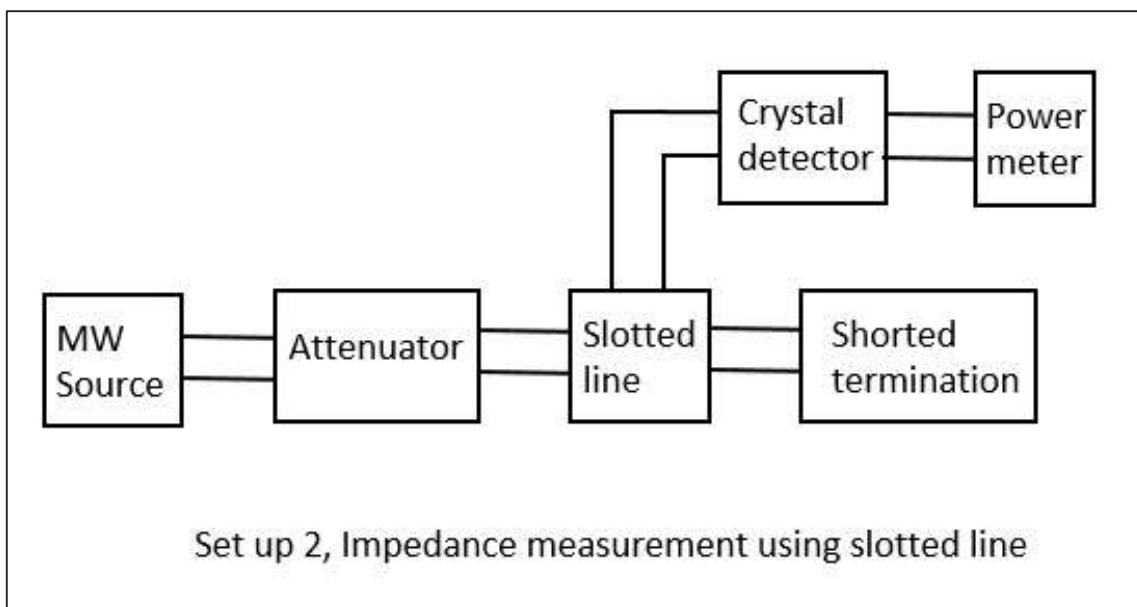 Crystal
detector
Power
meter
MW
Source
Attenuator
Slotted
line
Shorted
termination
Set up 2, Impedance measurement using slotted line